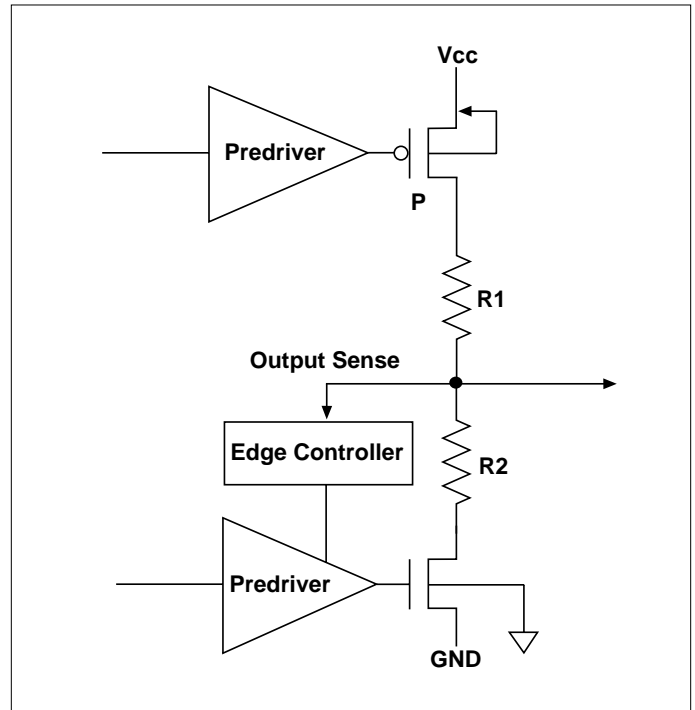 Vcc
Predriver
P
R1
Output Sense
Edge Controller
R2
Predriver
GND